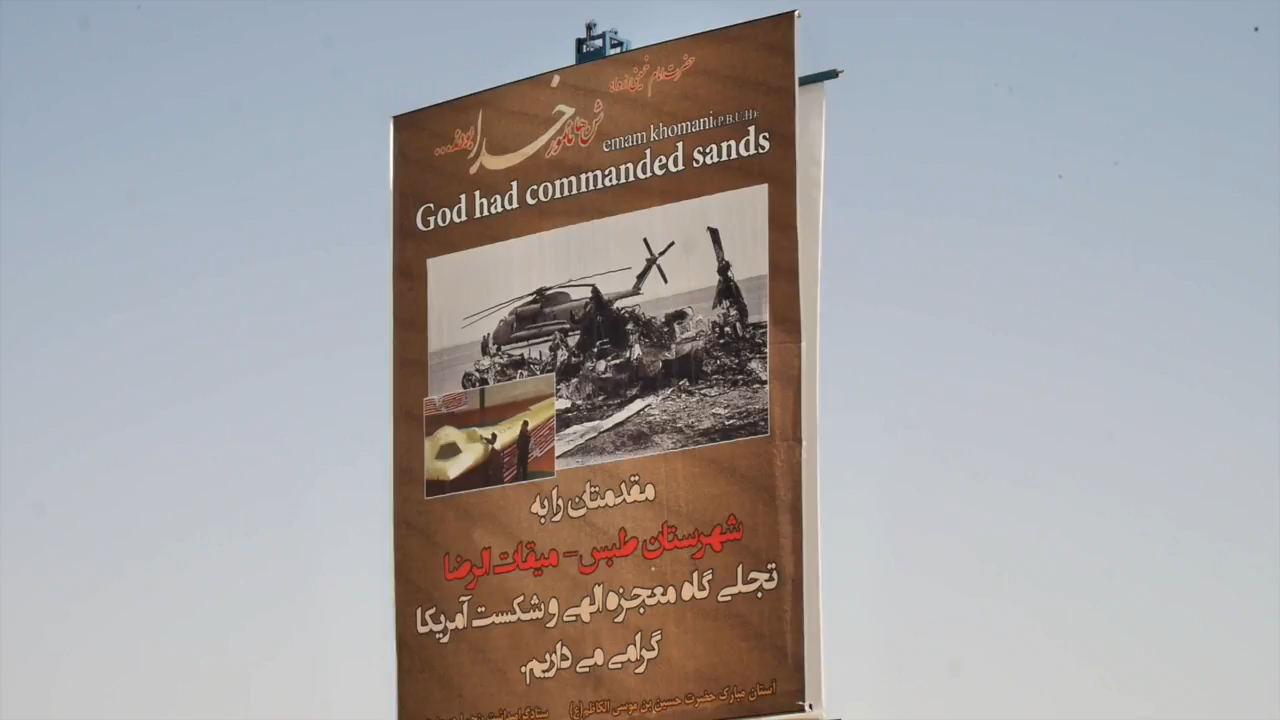 حضرت امام خمینی (ره):
شن ها مامور خدا بودند...
emam khomani(P.B.U.H):
God had commanded sands
مقدمتان را به
شهرستان طبس - میقات الرضا
تجلی گاه معجزه الهی و شکست آمریکا
گرامی می داریم.
آستان مبارک حضرت حسین بن موسی الکاظم(ع)